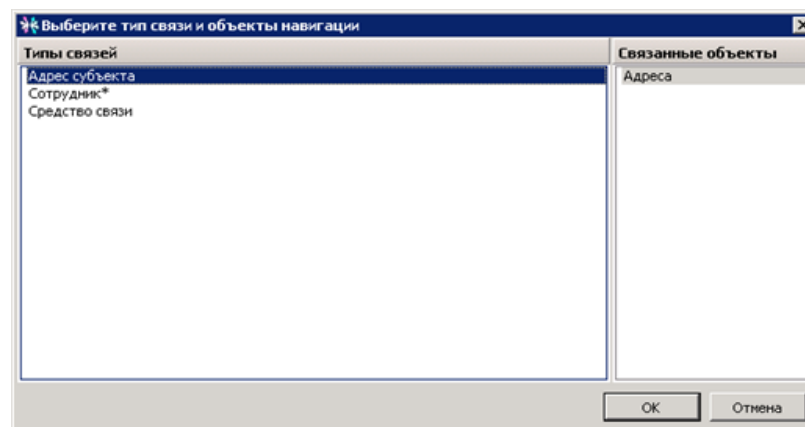 Выберите тип связи и объекты навигации
Типы связей
Связанные объекты
Адрес субъекта
Адреса
Сотрудник*
Средство связи
OK
Отмена